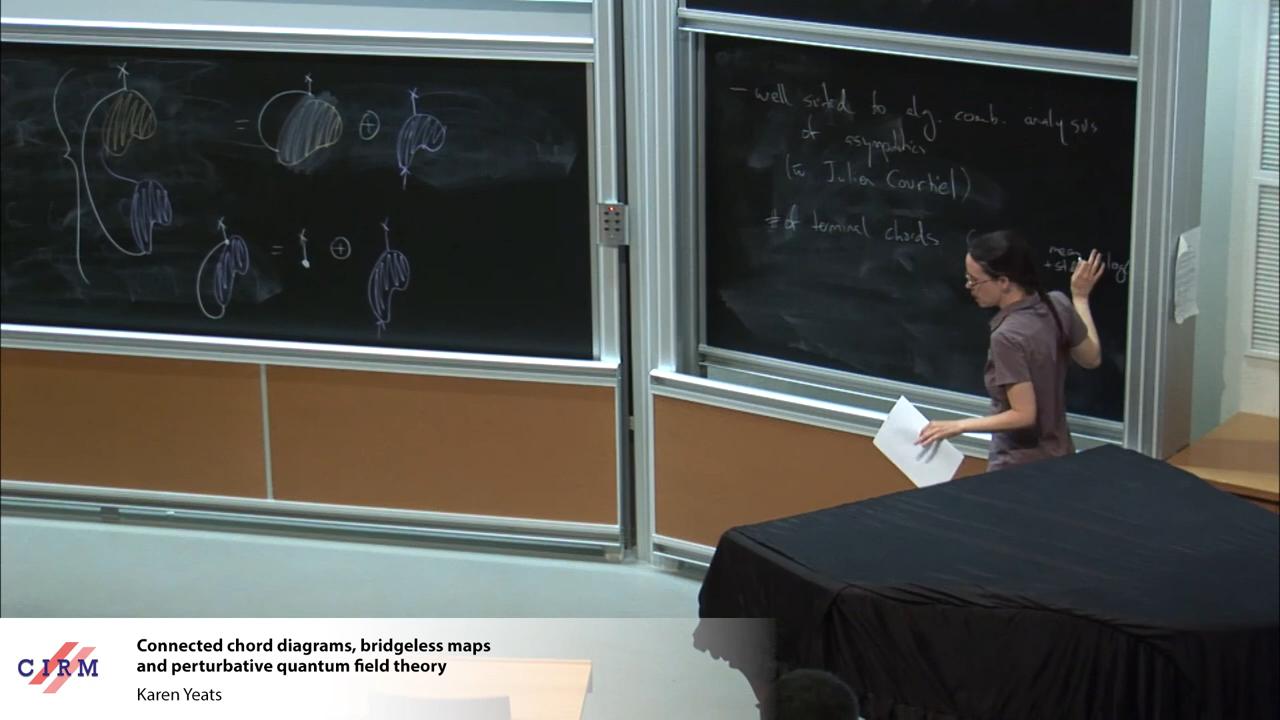 = ⊕
= ⊕
— well suited to alg. comb. analysis
of asymptotics
(w Julien Courtiel)
# of terminal chords
CIRM
Connected chord diagrams, bridgeless maps
and perturbative quantum field theory
Karen Yeats